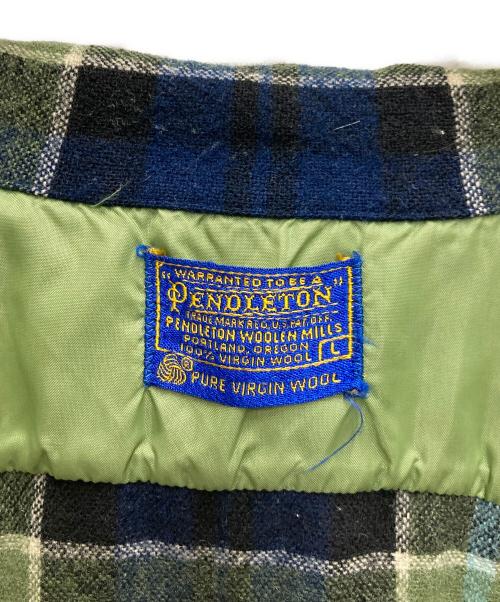 "WARRANTED TO BE A"
PENDLETON
TRADE MARK REG. U.S. PAT. OFF.
PENDLETON WOOLEN MILLS
PORTLAND, OREGON
100% VIRGIN WOOL L
PURE VIRGIN WOOL